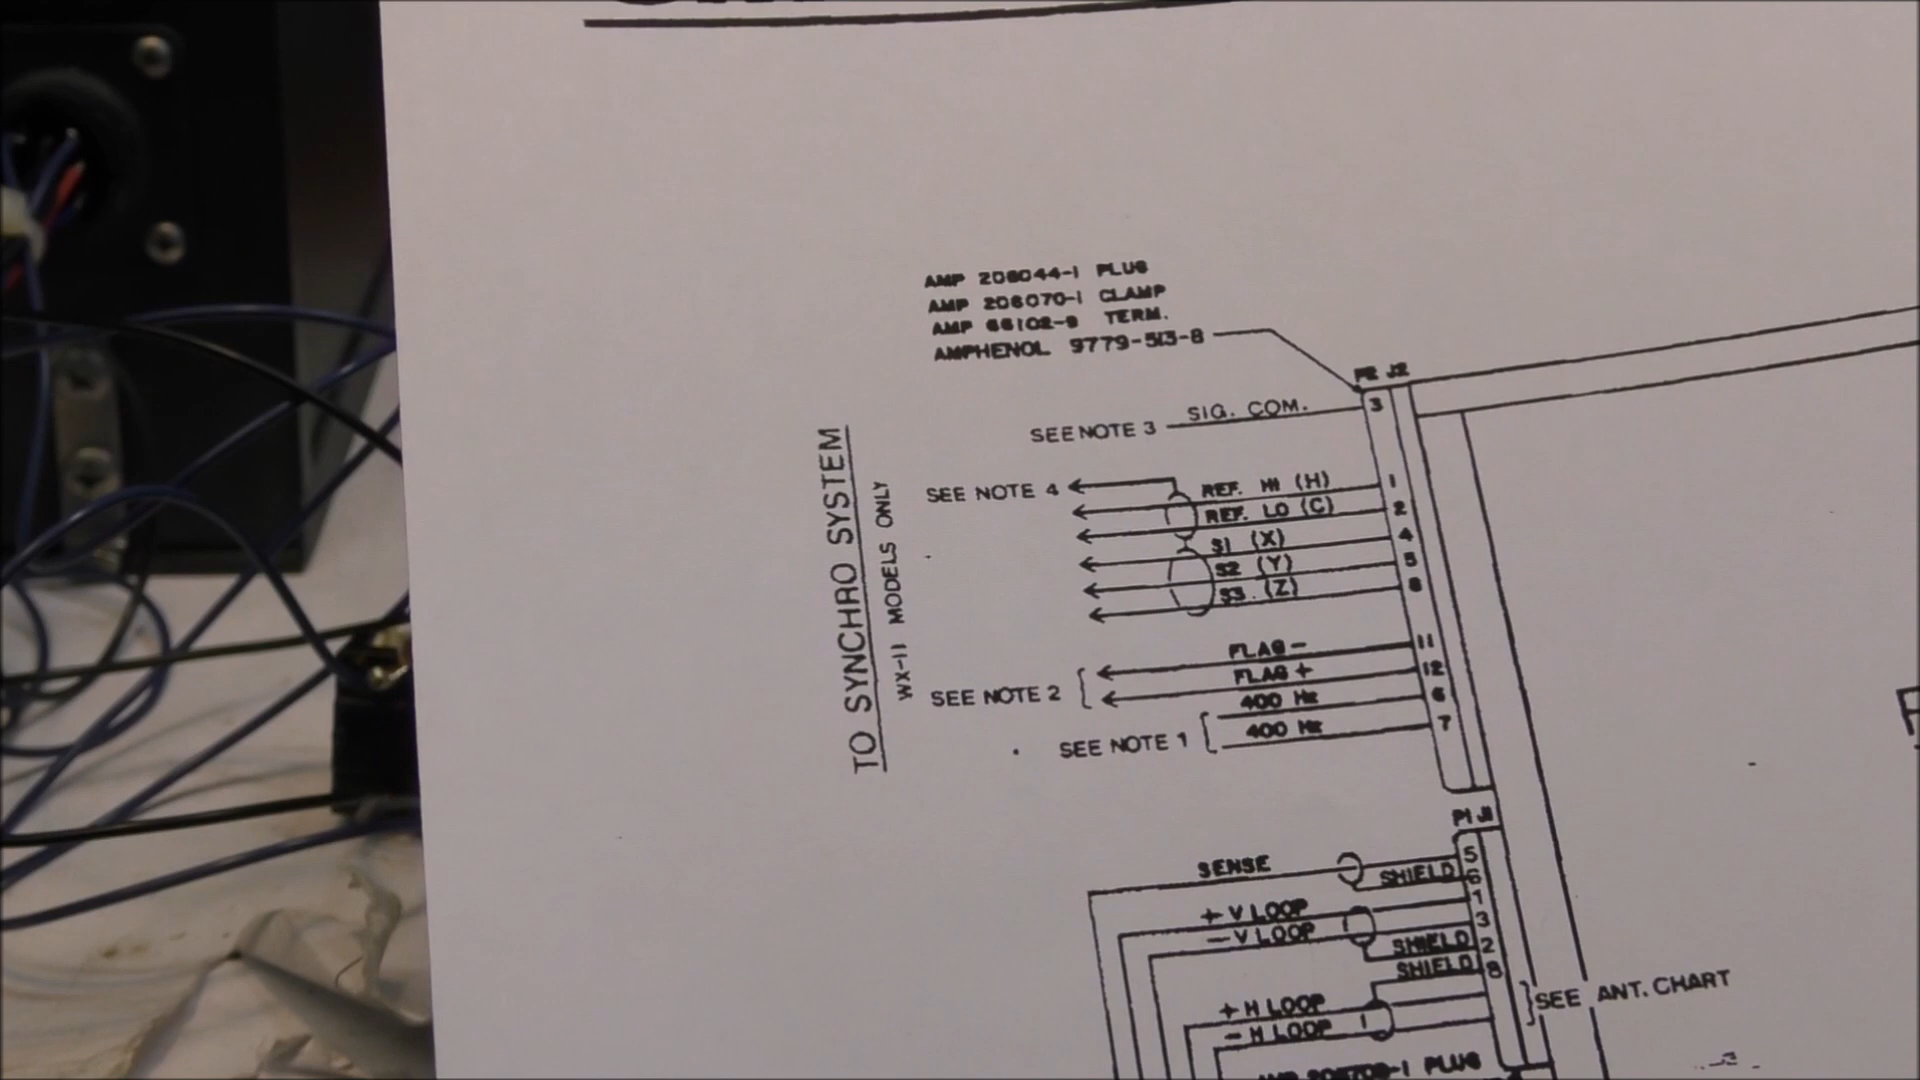 AMP 206044-1 PLUG
AMP 206070-1 CLAMP
AMP 66102-9 TERM.
AMPHENOL 9779-513-8
P2 J2
3
SIG. COM.
SEE NOTE 3
SEE NOTE 4
REF. HI (H) 1
REF. LO (C) 2
S1 (X) 4
S2 (Y) 5
S3 (Z) 8
TO SYNCHRO SYSTEM
WX-11 MODELS ONLY
FLAG - 11
FLAG + 12
SEE NOTE 2
400 Hz 6
400 Hz 7
SEE NOTE 1
P1 J1
SENSE 5
SHIELD 6
+ V LOOP 1
- V LOOP 3
SHIELD 2
SHIELD 8
SEE ANT. CHART
+ H LOOP
- H LOOP
PLUG